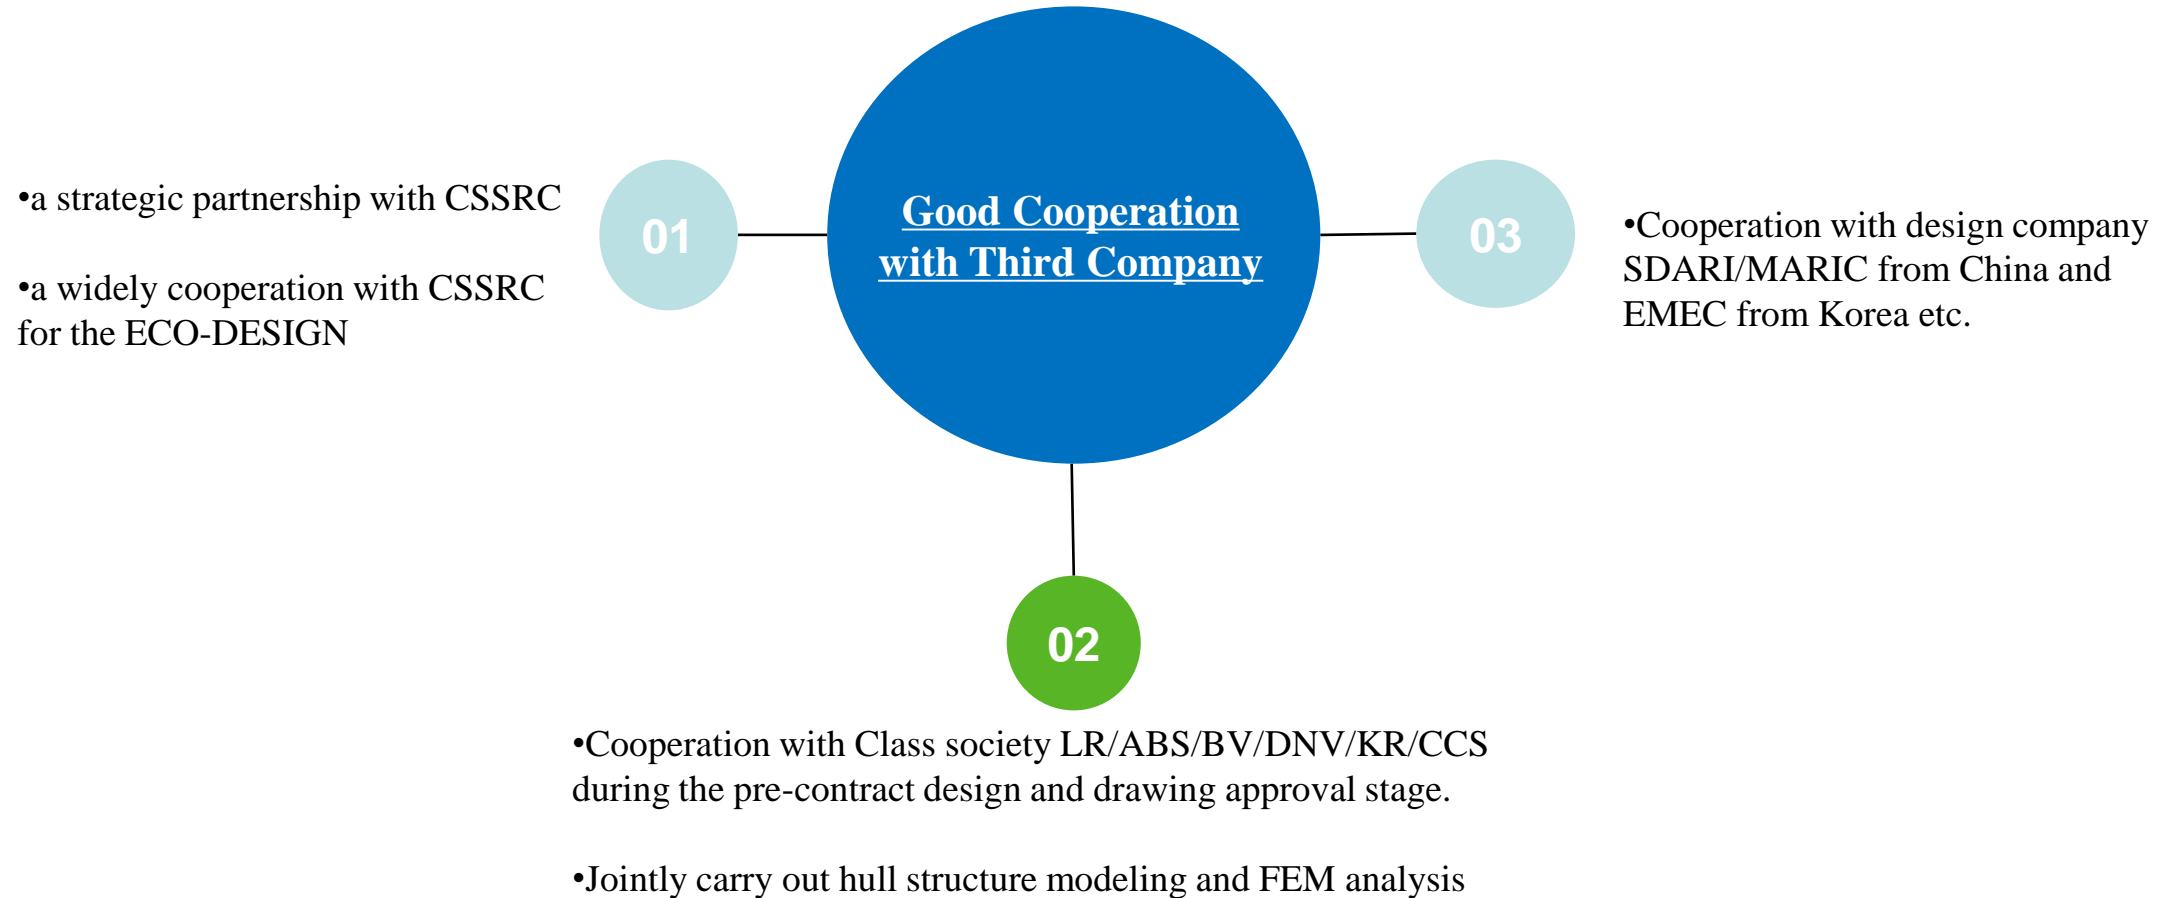 Good Cooperation
with Third Company
01
•a strategic partnership with CSSRC
•a widely cooperation with CSSRC
for the ECO-DESIGN
02
•Cooperation with Class society LR/ABS/BV/DNV/KR/CCS
during the pre-contract design and drawing approval stage.
•Jointly carry out hull structure modeling and FEM analysis
03
•Cooperation with design company
SDARI/MARIC from China and
EMEC from Korea etc.